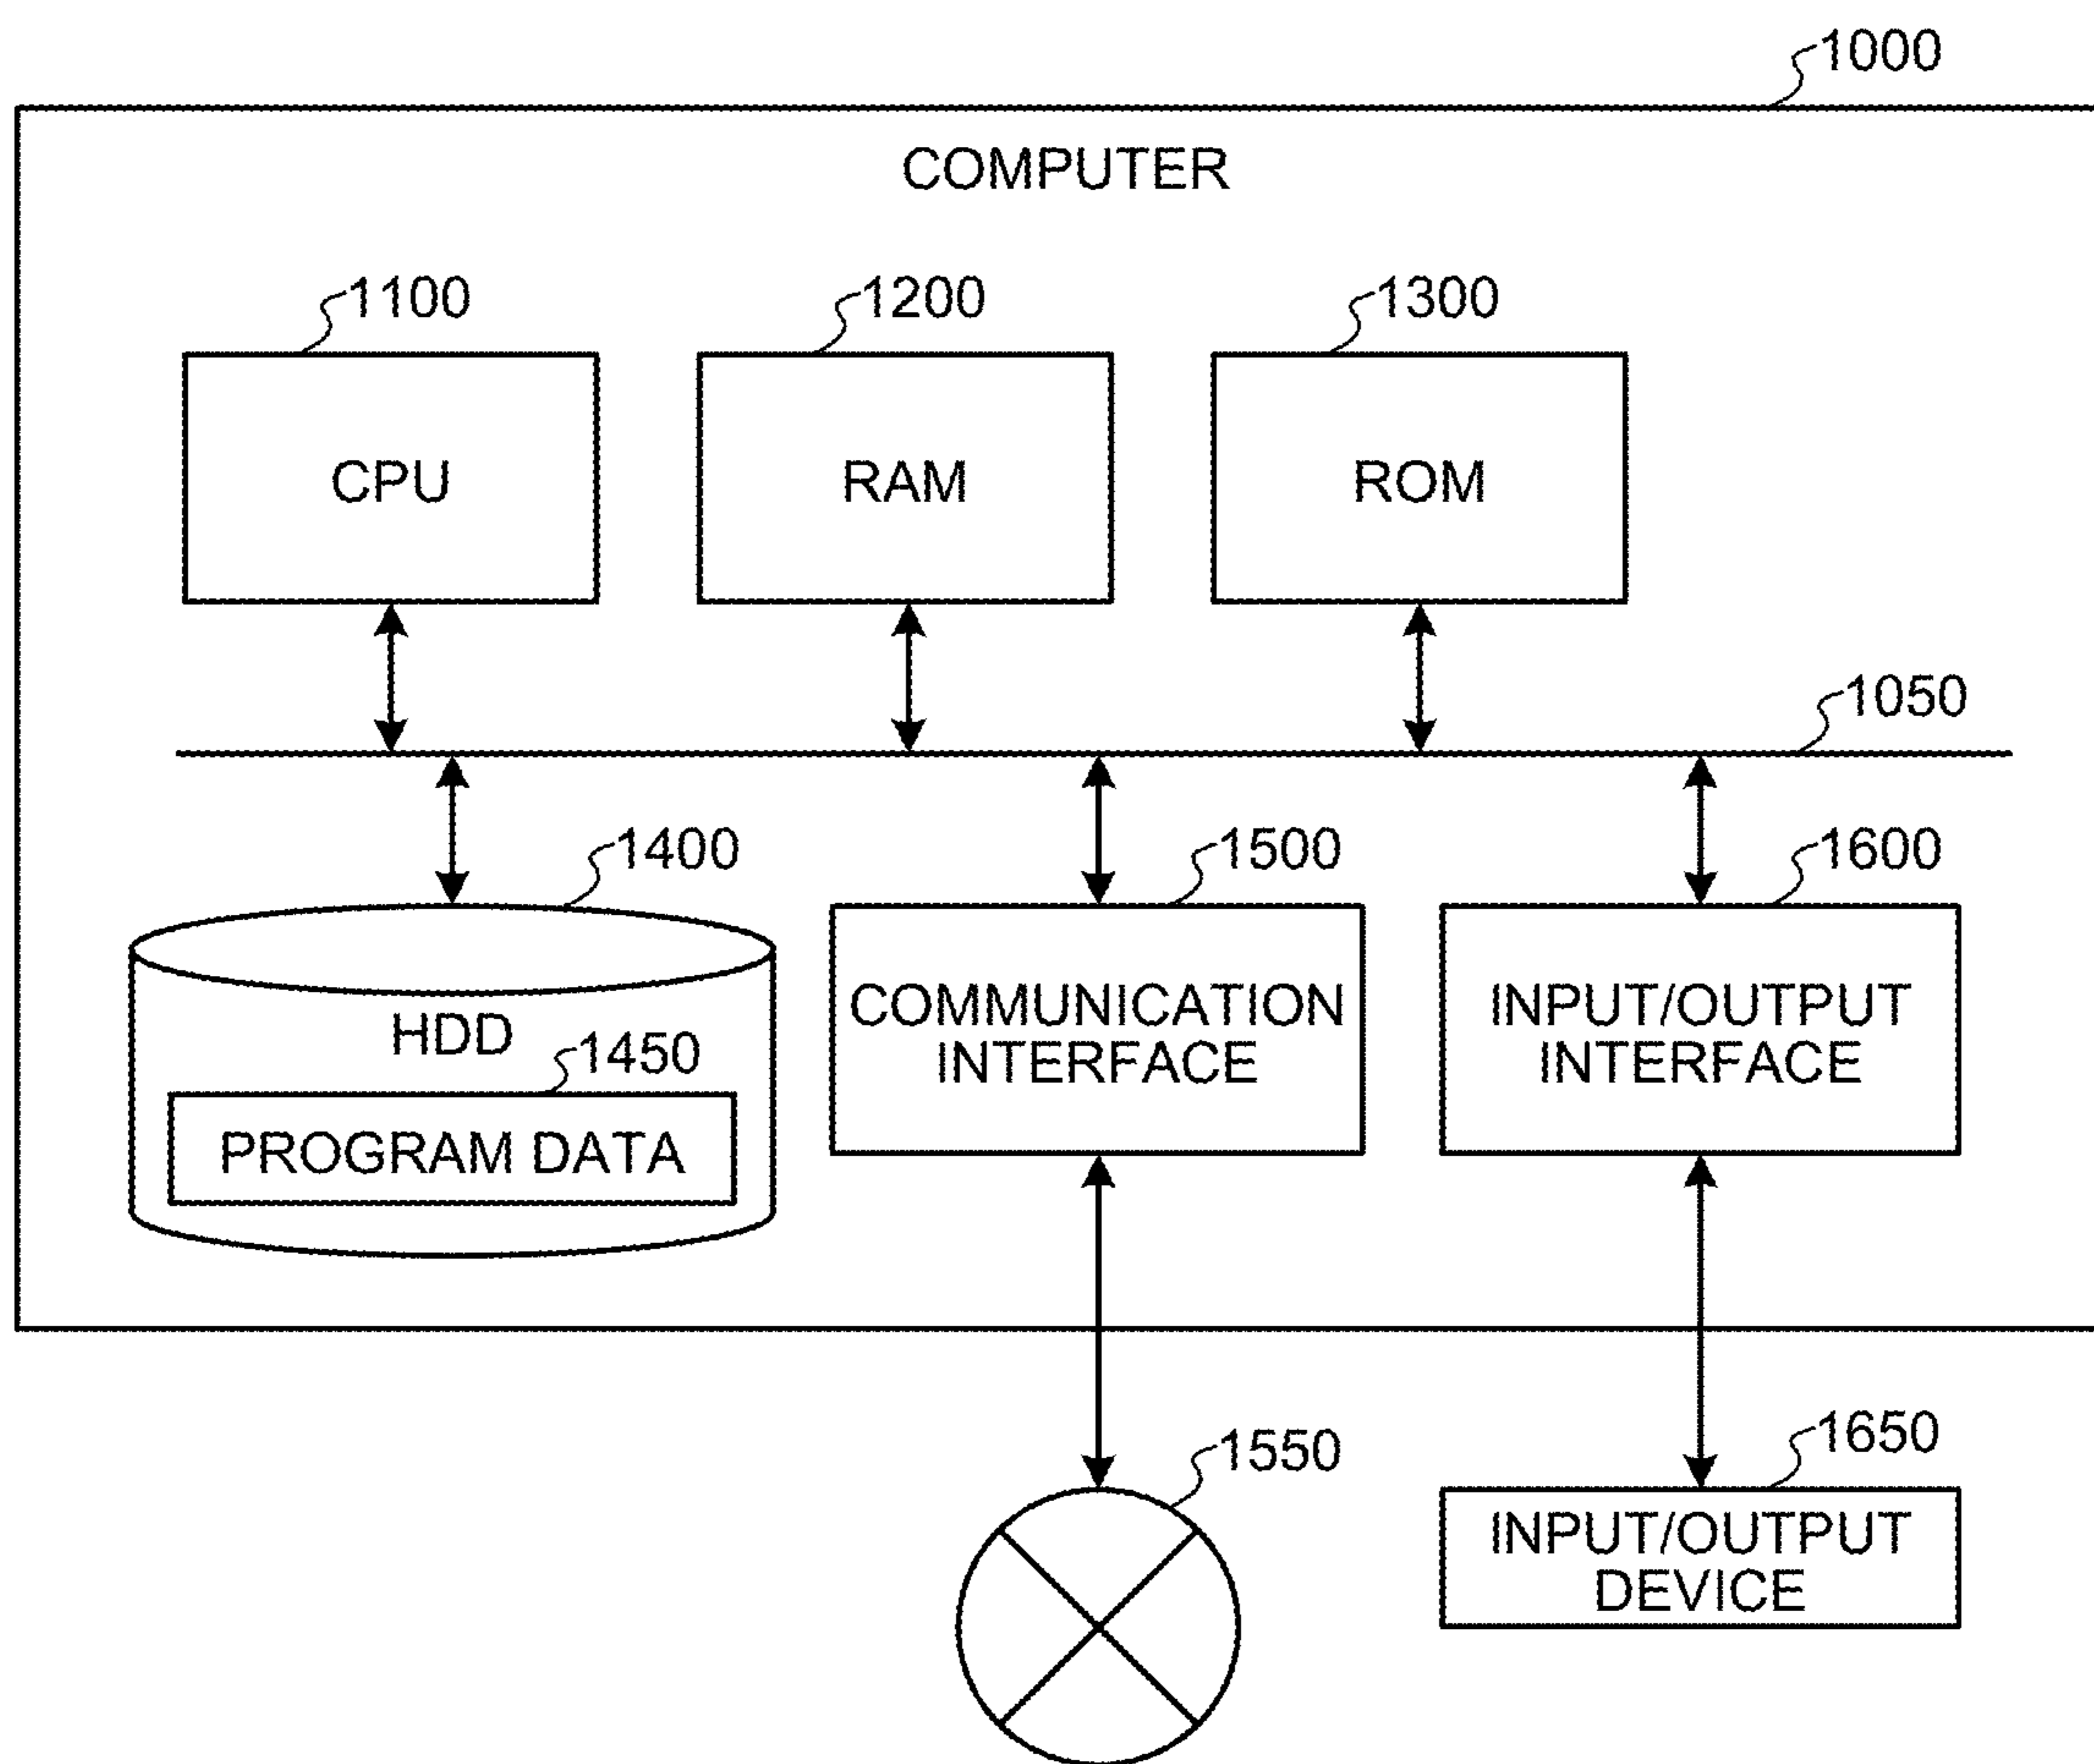 1000
COMPUTER
1100
1200
1300
CPU
RAM
ROM
1050
1400
1500
1600
HDD
1450
PROGRAM DATA
COMMUNICATION
INTERFACE
INPUT/OUTPUT
INTERFACE
1550
1650
INPUT/OUTPUT
DEVICE